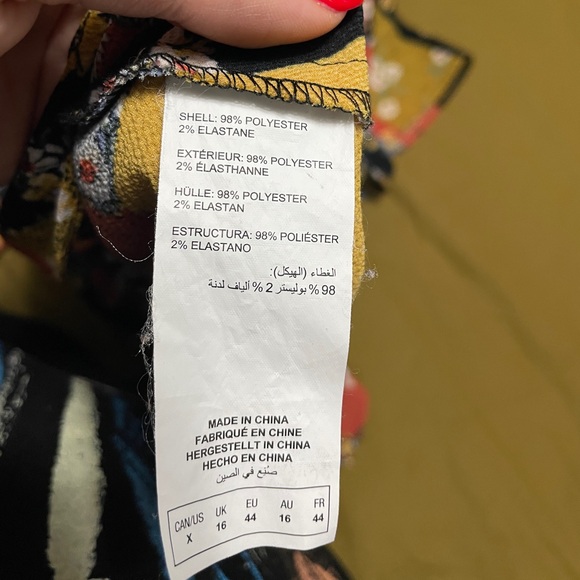 SHELL: 98% POLYESTER
2% ELASTANE
EXTÉRIEUR: 98% POLYESTER
2% ÉLASTHANNE
HÜLLE: 98% POLYESTER
2% ELASTAN
ESTRUCTURA: 98% POLIÉSTER
2% ELASTANO
الغطاء (الهيكل):
98 % بوليستر 2 % ألياف لدنة
MADE IN CHINA
FABRIQUÉ EN CHINE
HERGESTELLT IN CHINA
HECHO EN CHINA
صُنِع في الصين
CAN/US UK EU AU FR
X 16 44 16 44